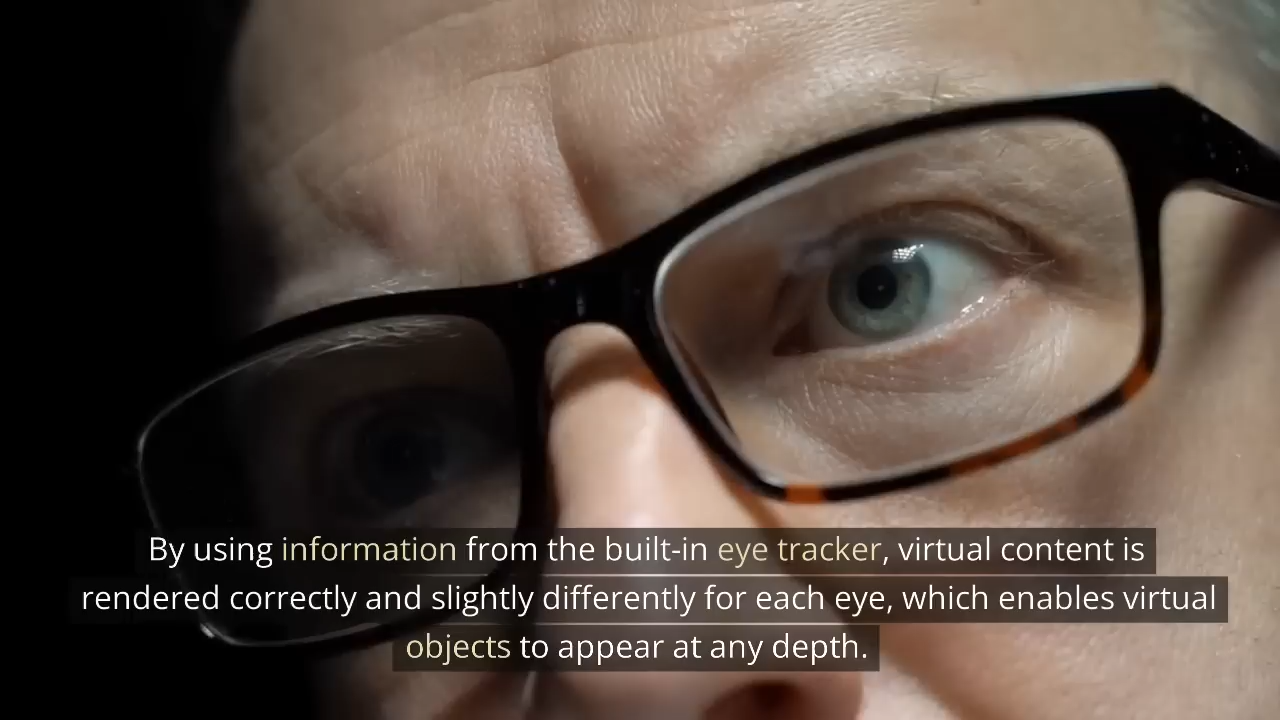 By using information from the built-in eye tracker, virtual content is
rendered correctly and slightly differently for each eye, which enables virtual
objects to appear at any depth.